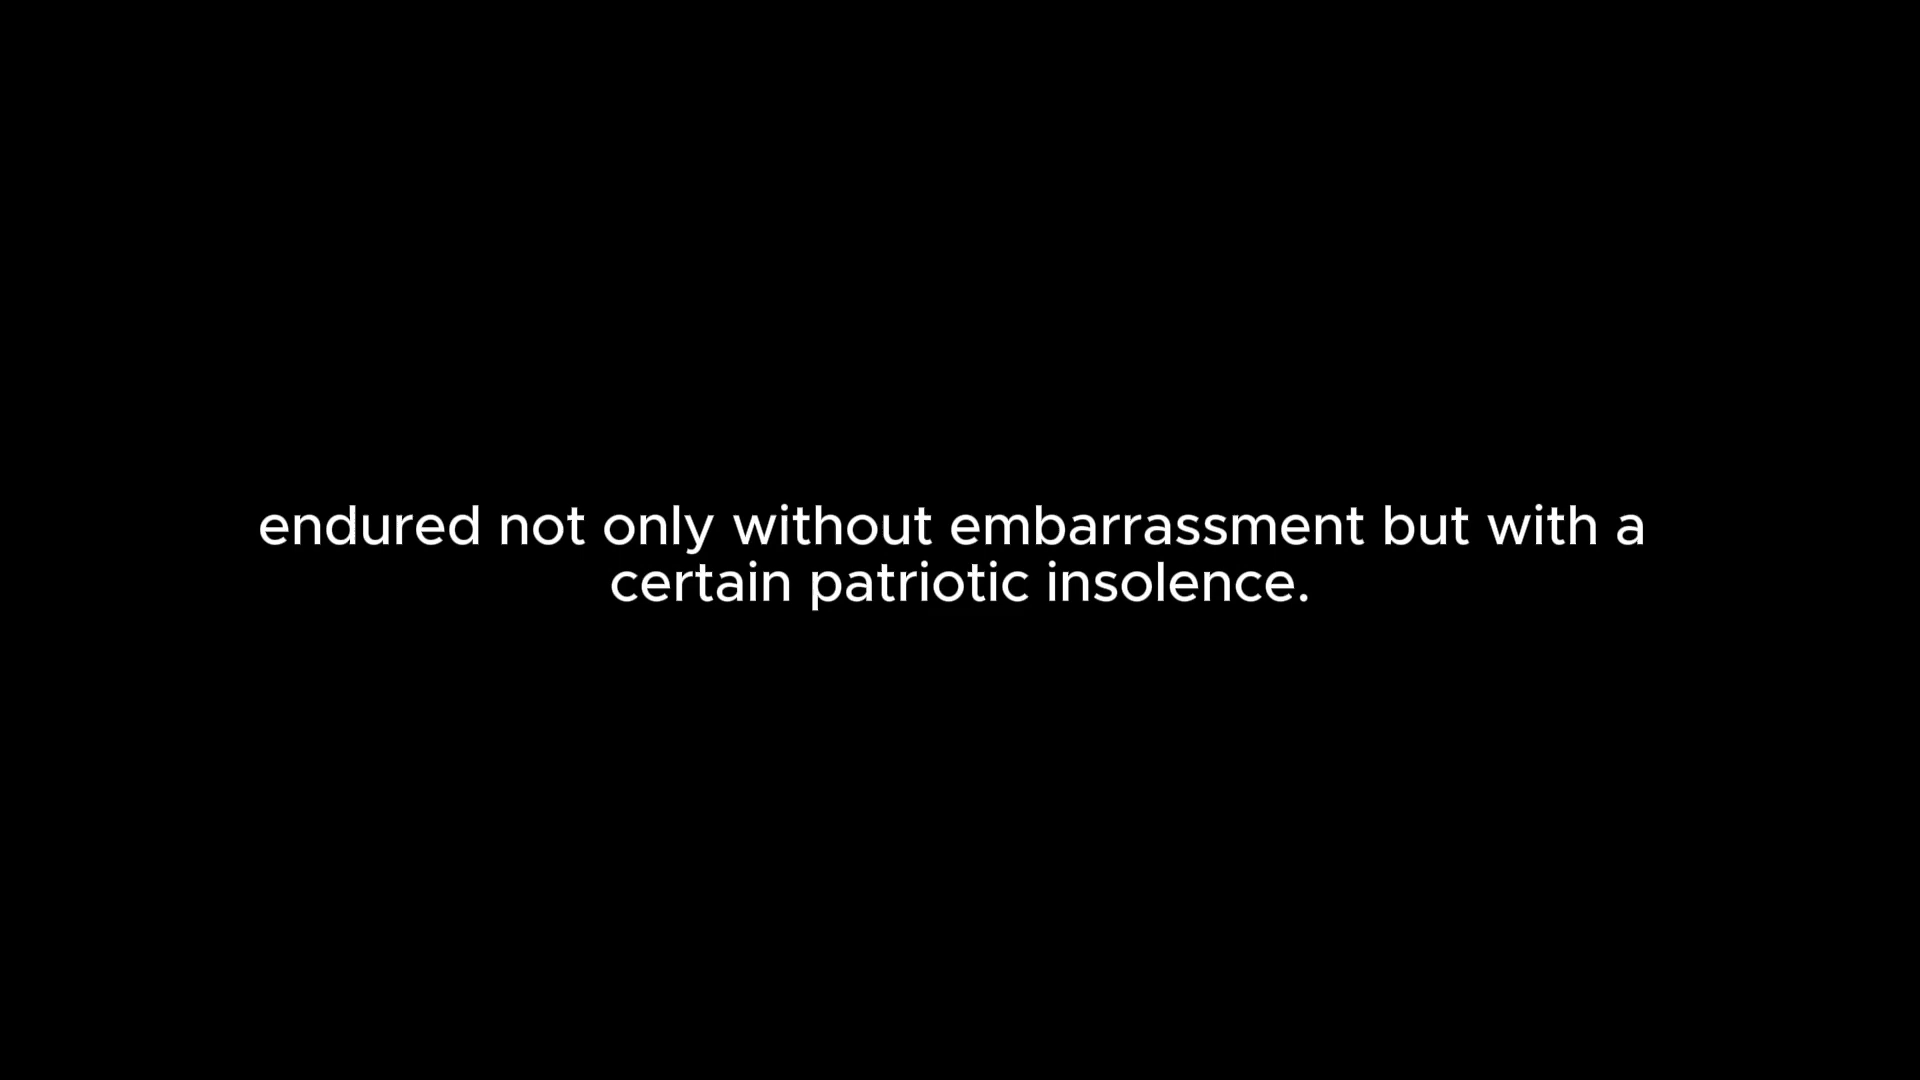 endured not only without embarrassment but with a
certain patriotic insolence.